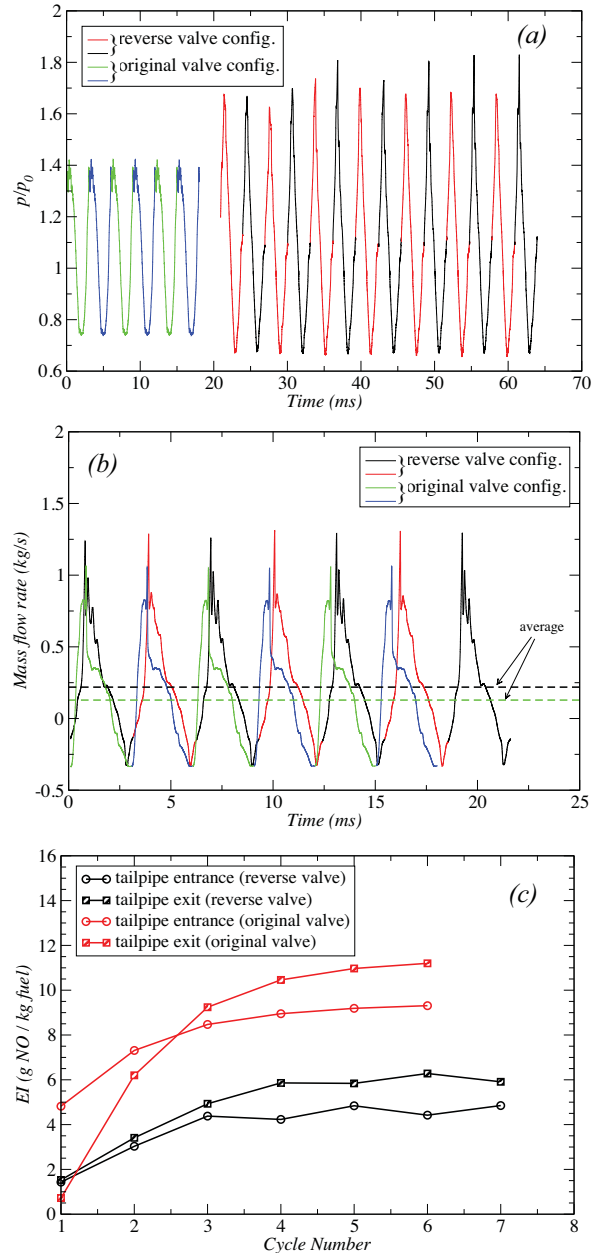 (a)
reverse valve config.
original valve config.
p/p0
1.8
1.6
1.4
1.2
1
0.8
0.6
0 10 20 30 40 50 60 70
Time (ms)
(b)
reverse valve config.
original valve config.
Mass flow rate (kg/s)
2
1.5
1
0.5
0
-0.5
average
0 5 10 15 20 25
Time (ms)
(c)
tailpipe entrance (reverse valve)
tailpipe exit (reverse valve)
tailpipe entrance (original valve)
tailpipe exit (original valve)
EI (g NO / kg fuel)
16
14
12
10
8
6
4
2
0
1 2 3 4 5 6 7 8
Cycle Number